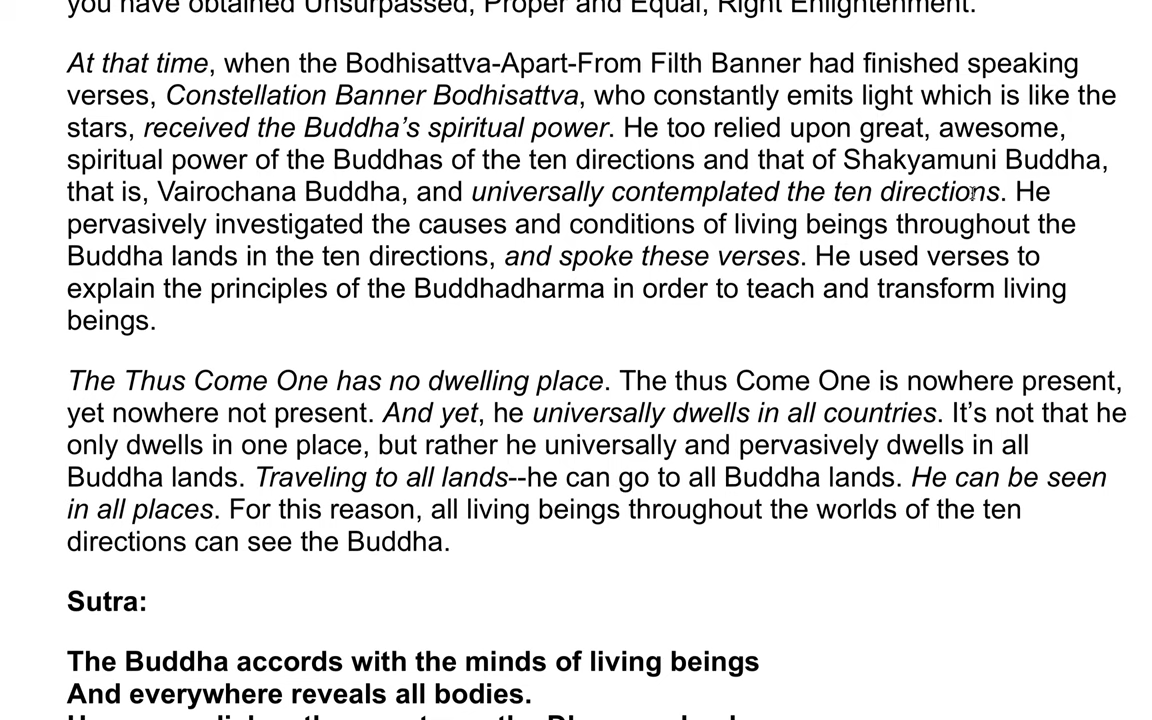 you have obtained Unsurpassed, Proper and Equal, Right Enlightenment.
At that time, when the Bodhisattva-Apart-From Filth Banner had finished speaking
verses, Constellation Banner Bodhisattva, who constantly emits light which is like the
stars, received the Buddha’s spiritual power. He too relied upon great, awesome,
spiritual power of the Buddhas of the ten directions and that of Shakyamuni Buddha,
that is, Vairochana Buddha, and universally contemplated the ten directions. He
pervasively investigated the causes and conditions of living beings throughout the
Buddha lands in the ten directions, and spoke these verses. He used verses to
explain the principles of the Buddhadharma in order to teach and transform living
beings.
The Thus Come One has no dwelling place. The thus Come One is nowhere present,
yet nowhere not present. And yet, he universally dwells in all countries. It’s not that he
only dwells in one place, but rather he universally and pervasively dwells in all
Buddha lands. Traveling to all lands--he can go to all Buddha lands. He can be seen
in all places. For this reason, all living beings throughout the worlds of the ten
directions can see the Buddha.
Sutra:
The Buddha accords with the minds of living beings
And everywhere reveals all bodies.